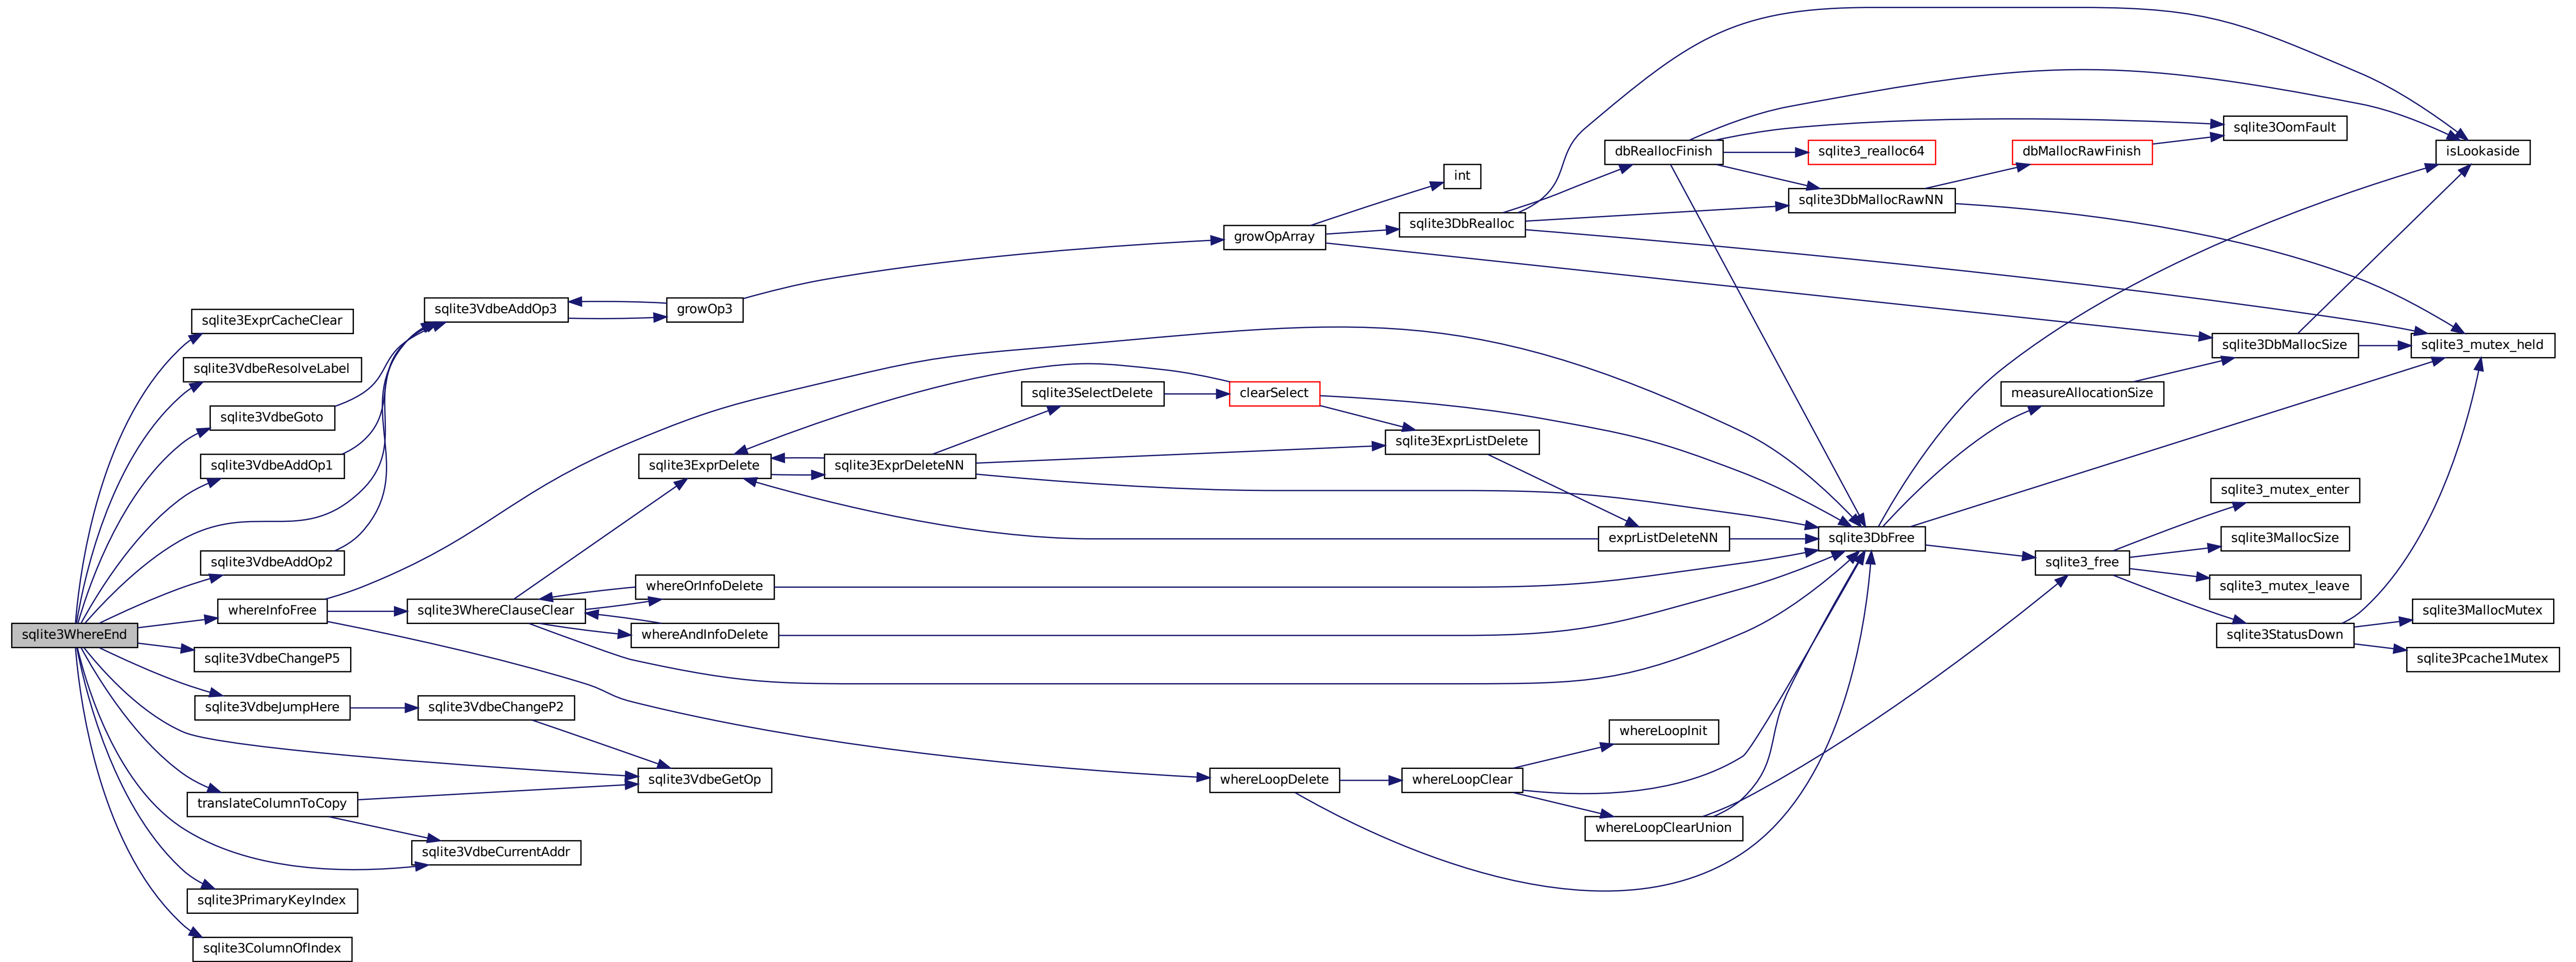 sqlite3WhereEnd
sqlite3ExprCacheClear
sqlite3VdbeResolveLabel
sqlite3VdbeGoto
sqlite3VdbeAddOp1
sqlite3VdbeAddOp2
whereInfoFree
sqlite3VdbeChangeP5
sqlite3VdbeJumpHere
translateColumnToCopy
sqlite3PrimaryKeyIndex
sqlite3ColumnOfIndex
sqlite3VdbeAddOp3
sqlite3WhereClauseClear
sqlite3VdbeChangeP2
sqlite3VdbeCurrentAddr
growOp3
sqlite3ExprDelete
whereOrInfoDelete
whereAndInfoDelete
sqlite3VdbeGetOp
sqlite3ExprDeleteNN
sqlite3SelectDelete
growOpArray
clearSelect
whereLoopDelete
int
sqlite3DbRealloc
sqlite3ExprListDelete
whereLoopClear
dbReallocFinish
exprListDeleteNN
whereLoopInit
whereLoopClearUnion
sqlite3_realloc64
sqlite3DbMallocRawNN
sqlite3DbFree
dbMallocRawFinish
measureAllocationSize
sqlite3_free
sqlite3OomFault
sqlite3DbMallocSize
sqlite3_mutex_enter
sqlite3MallocSize
sqlite3_mutex_leave
sqlite3StatusDown
isLookaside
sqlite3_mutex_held
sqlite3MallocMutex
sqlite3Pcache1Mutex